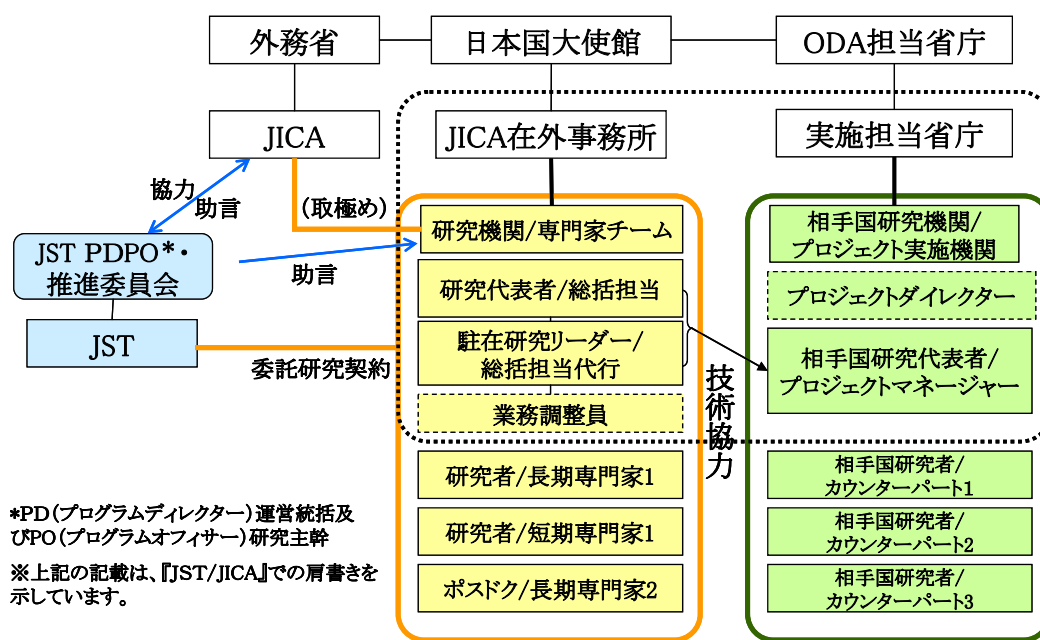 外務省
日本国大使館
ODA担当省庁
JICA
JICA在外事務所
実施担当省庁
協力
助言
(取極め)
JST PDPO*・
推進委員会
助言
JST
委託研究契約
研究機関/専門家チーム
研究代表者/総括担当
駐在研究リーダー/
総括担当代行
業務調整員
研究者/長期専門家1
研究者/短期専門家1
ポスドク/長期専門家2
技術協力
相手国研究機関/
プロジェクト実施機関
プロジェクトダイレクター
相手国研究代表者/
プロジェクトマネージャー
相手国研究者/
カウンターパート1
相手国研究者/
カウンターパート2
相手国研究者/
カウンターパート3
*PD(プログラムディレクター)運営統括及
びPO(プログラムオフィサー)研究主幹
※上記の記載は、『JST/JICA』での肩書きを
示しています。